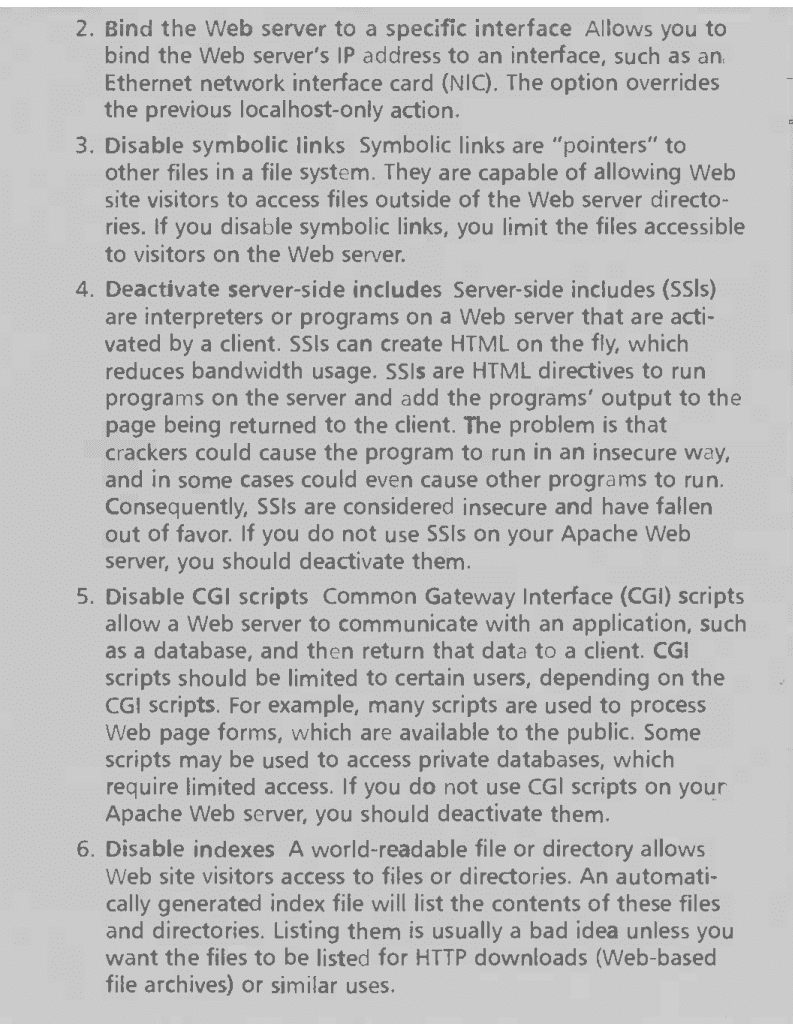 2. Bind the Web server to a specific interface Allows you to
bind the Web server's IP address to an interface, such as an
Ethernet network interface card (NIC). The option overrides
the previous localhost-only action.
3. Disable symbolic links Symbolic links are "pointers" to
other files in a file system. They are capable of allowing Web
site visitors to access files outside of the Web server directo-
ries. If you disable symbolic links, you limit the files accessible
to visitors on the Web server.
4. Deactivate server-side includes Server-side includes (SSIs)
are interpreters or programs on a Web server that are acti-
vated by a client. SSIs can create HTML on the fly, which
reduces bandwidth usage. SSIs are HTML directives to run
programs on the server and add the programs' output to the
page being returned to the client. The problem is that
crackers could cause the program to run in an insecure way,
and in some cases could even cause other programs to run.
Consequently, SSIs are considered insecure and have fallen
out of favor. If you do not use SSIs on your Apache Web
server, you should deactivate them.
5. Disable CGI scripts Common Gateway Interface (CGI) scripts
allow a Web server to communicate with an application, such
as a database, and then return that data to a client. CGI
scripts should be limited to certain users, depending on the
CGI scripts. For example, many scripts are used to process
Web page forms, which are available to the public. Some
scripts may be used to access private databases, which
require limited access. If you do not use CGI scripts on your
Apache Web server, you should deactivate them.
6. Disable indexes A world-readable file or directory allows
Web site visitors access to files or directories. An automati-
cally generated index file will list the contents of these files
and directories. Listing them is usually a bad idea unless you
want the files to be listed for HTTP downloads (Web-based
file archives) or similar uses.